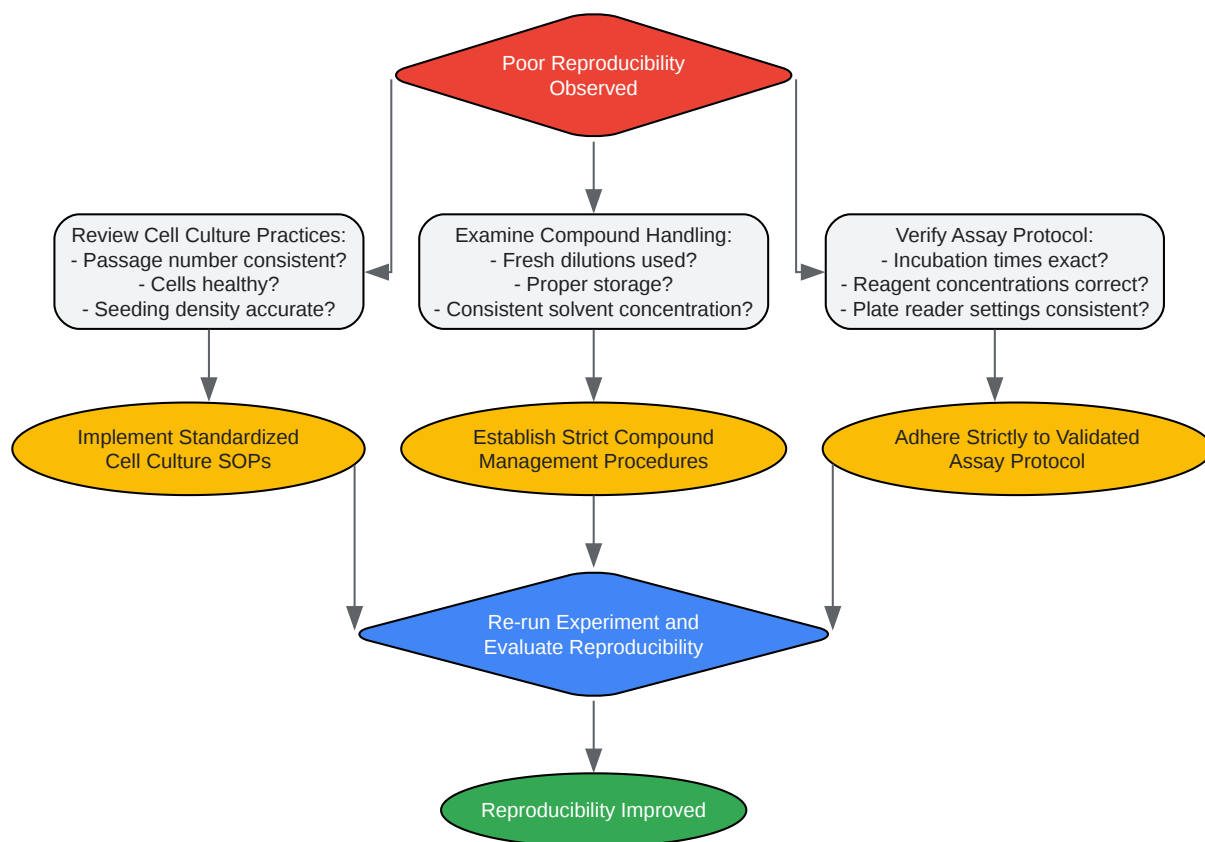 Poor Reproducibility
Observed
Review Cell Culture Practices:
- Passage number consistent?
- Cells healthy?
- Seeding density accurate?
Examine Compound Handling:
- Fresh dilutions used?
- Proper storage?
- Consistent solvent concentration?
Verify Assay Protocol:
- Incubation times exact?
- Reagent concentrations correct?
- Plate reader settings consistent?
Implement Standardized
Cell Culture SOPs
Establish Strict Compound
Management Procedures
Adhere Strictly to Validated
Assay Protocol
Re-run Experiment and
Evaluate Reproducibility
Reproducibility Improved